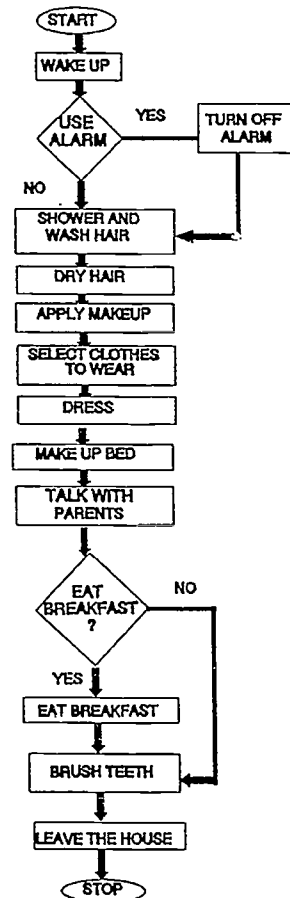 START
WAKE UP
USE
ALARM
YES
TURN OFF
ALARM
NO
SHOWER AND
WASH HAIR
DRY HAIR
APPLY MAKEUP
SELECT CLOTHES
TO WEAR
DRESS
MAKE UP BED
TALK WITH
PARENTS
EAT
BREAKFAST
?
NO
YES
EAT BREAKFAST
BRUSH TEETH
LEAVE THE HOUSE
STOP